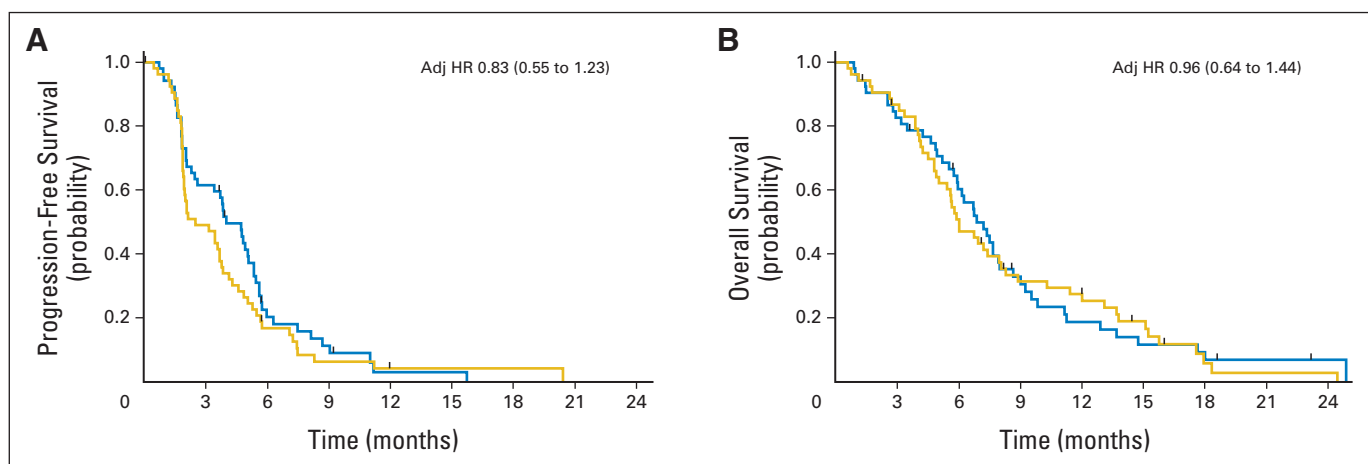 A
Adj HR 0.83 (0.55 to 1.23)
Progression-Free Survival
(probability)
1.0
0.8
0.6
0.4
0.2
0 3 6 9 12 15 18 21 24
Time (months)
B
Adj HR 0.96 (0.64 to 1.44)
Overall Survival
(probability)
1.0
0.8
0.6
0.4
0.2
0 3 6 9 12 15 18 21 24
Time (months)